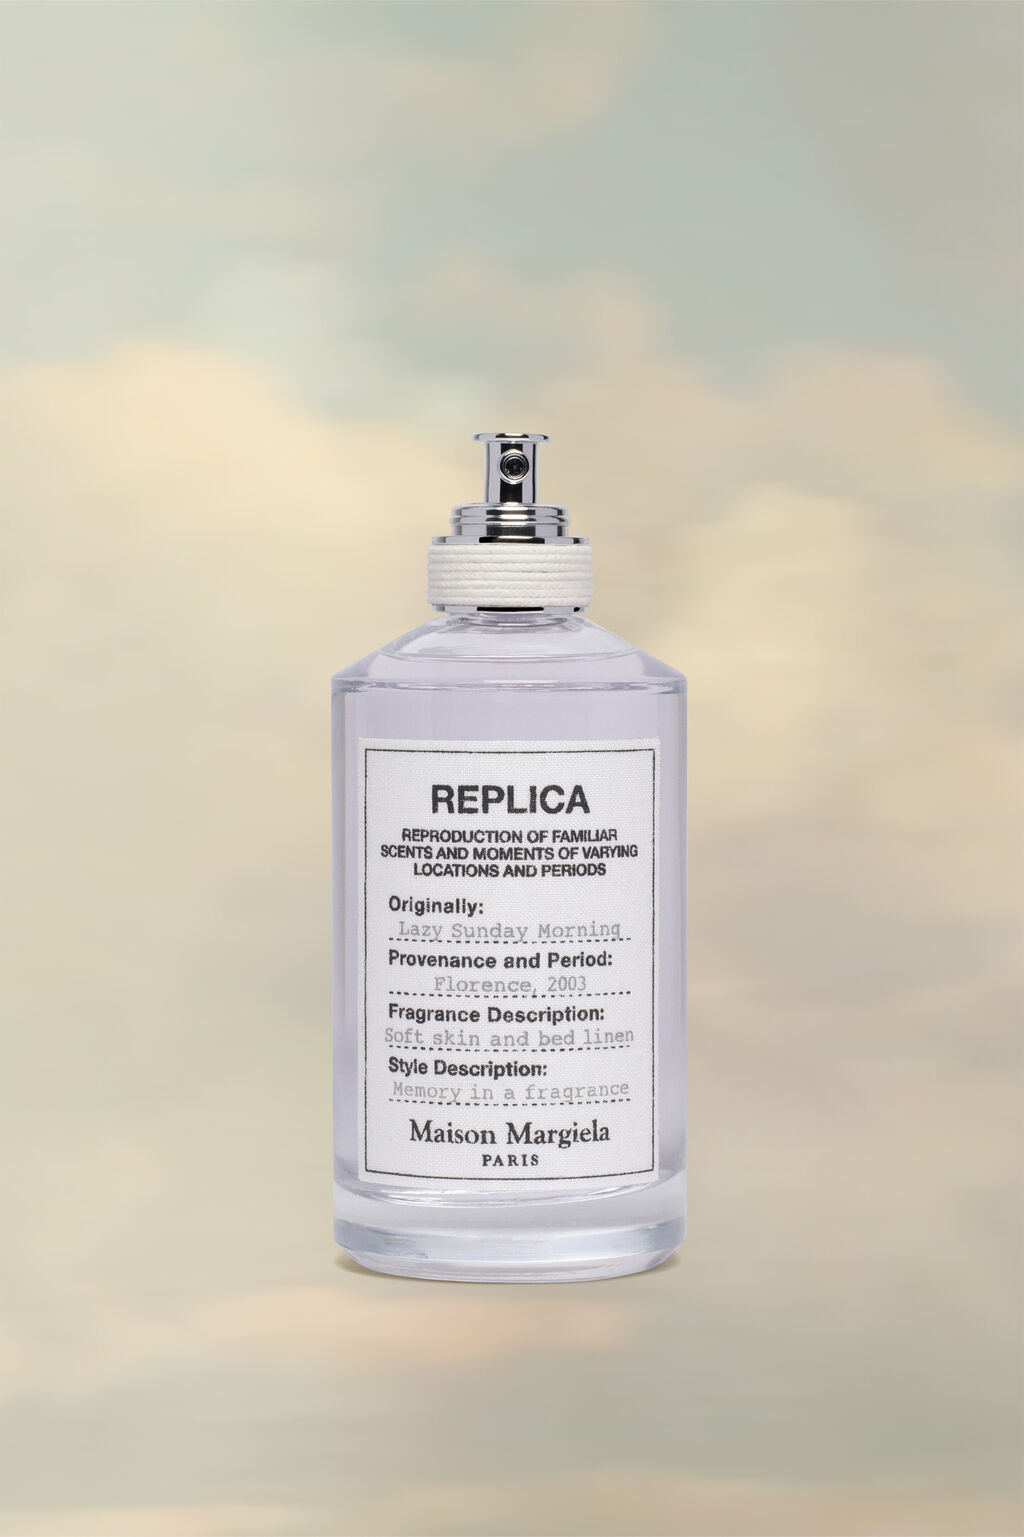 REPLICA
REPRODUCTION OF FAMILIAR
SCENTS AND MOMENTS OF VARYING
LOCATIONS AND PERIODS
Originally:
Lazy Sunday Morning
Provenance and Period:
Florence, 2003
Fragrance Description:
Soft skin and bed linen
Style Description:
Memory in a fragrance
Maison Margiela
PARIS